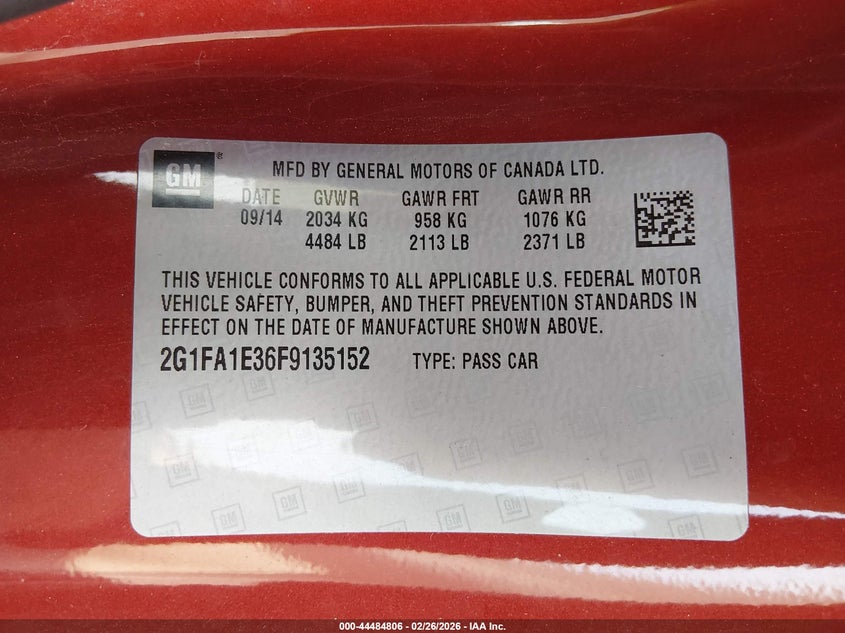 GM
MFD BY GENERAL MOTORS OF CANADA LTD.
DATE GVWR GAWR FRT GAWR RR
09/14 2034 KG 958 KG 1076 KG
4484 LB 2113 LB 2371 LB
THIS VEHICLE CONFORMS TO ALL APPLICABLE U.S. FEDERAL MOTOR
VEHICLE SAFETY, BUMPER, AND THEFT PREVENTION STANDARDS IN
EFFECT ON THE DATE OF MANUFACTURE SHOWN ABOVE.
2G1FA1E36F9135152 TYPE: PASS CAR
000-44484806 - 02/26/2026 - IAA Inc.